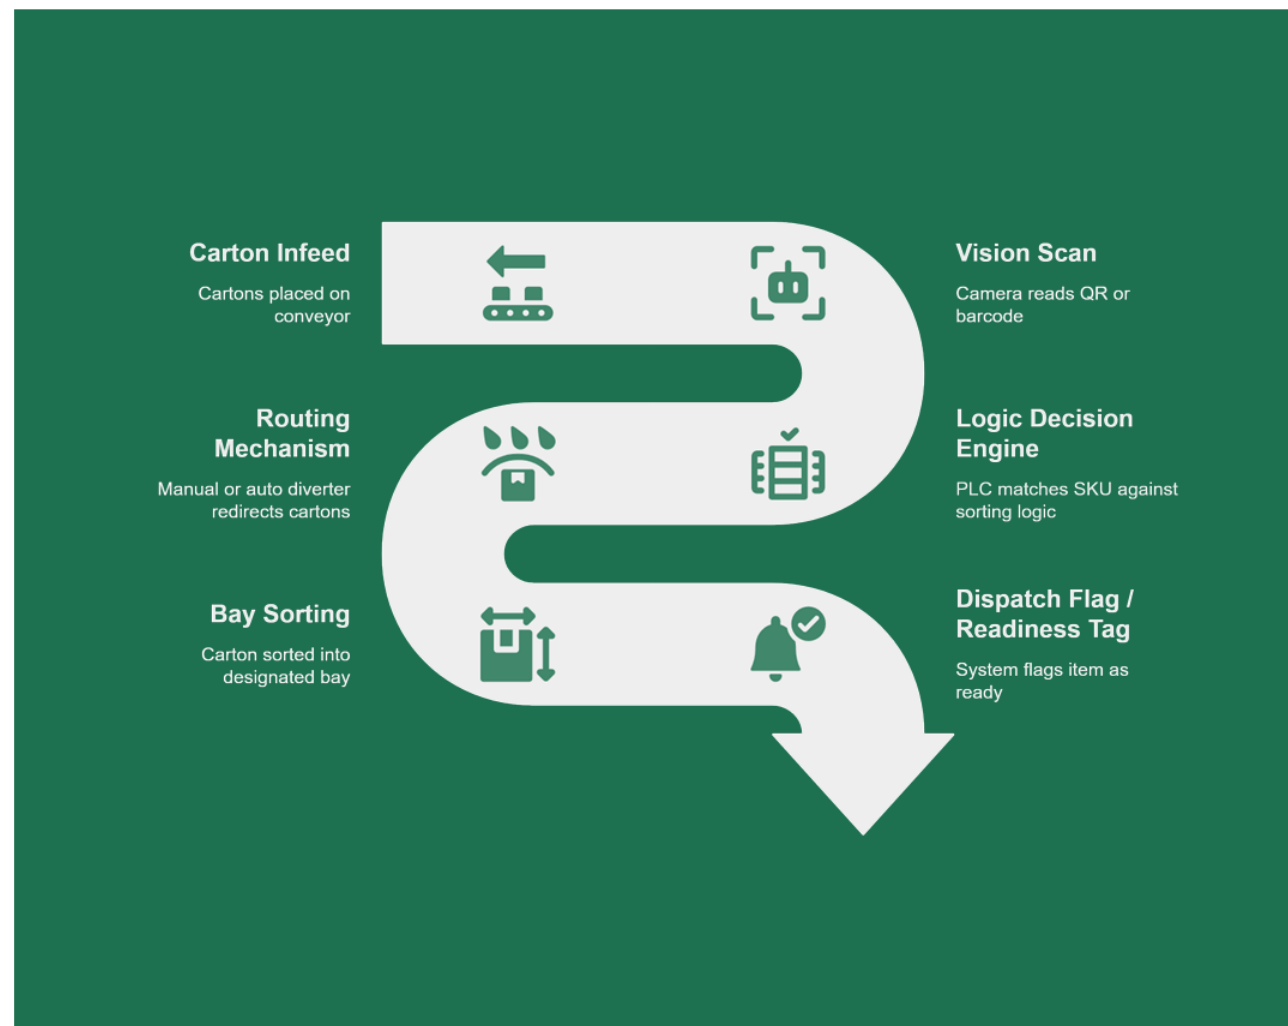 Carton Infeed
Cartons placed on
conveyor
Vision Scan
Camera reads QR or
barcode
Logic Decision
Engine
PLC matches SKU against
sorting logic
Routing
Mechanism
Manual or auto diverter
redirects cartons
Bay Sorting
Carton sorted into
designated bay
Dispatch Flag /
Readiness Tag
System flags item as
ready